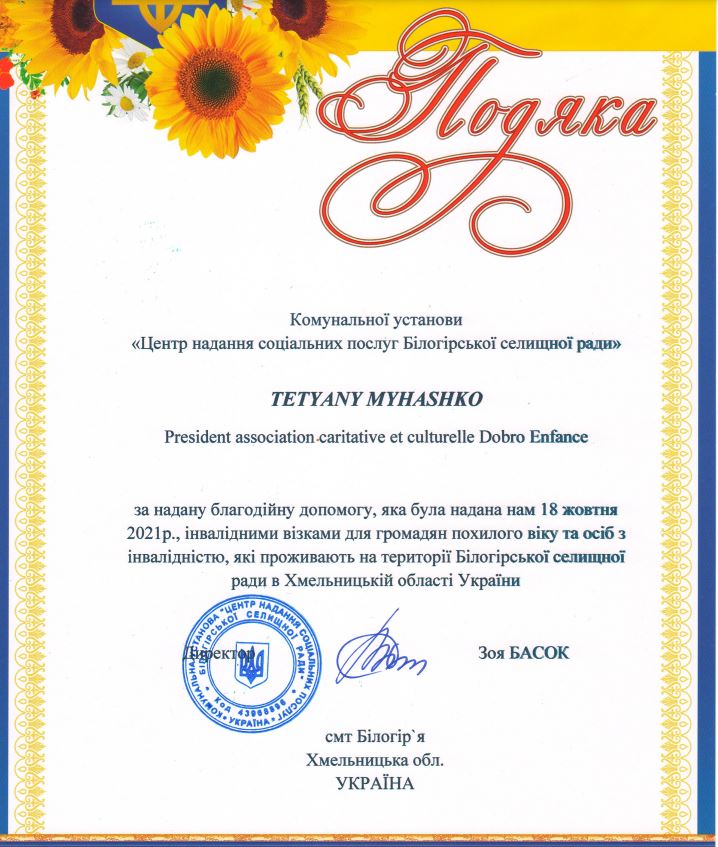 Подяка
Комунальної установи
«Центр надання соціальних послуг Білогірської селищної ради»
TETYANY MYHASHKO
President association caritative et culturelle Dobro Enfance
за надану благодійну допомогу, яка була надана нам 18 жовтня
2021р., інвалідними візками для громадян похилого віку та осіб з
інвалідністю, які проживають на території Білогірської селищної
ради в Хмельницькій області України
Директор
Зоя БАСОК
КОМУНАЛЬНА УСТАНОВА "ЦЕНТР НАДАННЯ СОЦІАЛЬНИХ ПОСЛУГ
БІЛОГІРСЬКОЇ СЕЛИЩНОЇ РАДИ"
УКРАЇНА
смт Білогір`я
Хмельницька обл.
УКРАЇНА